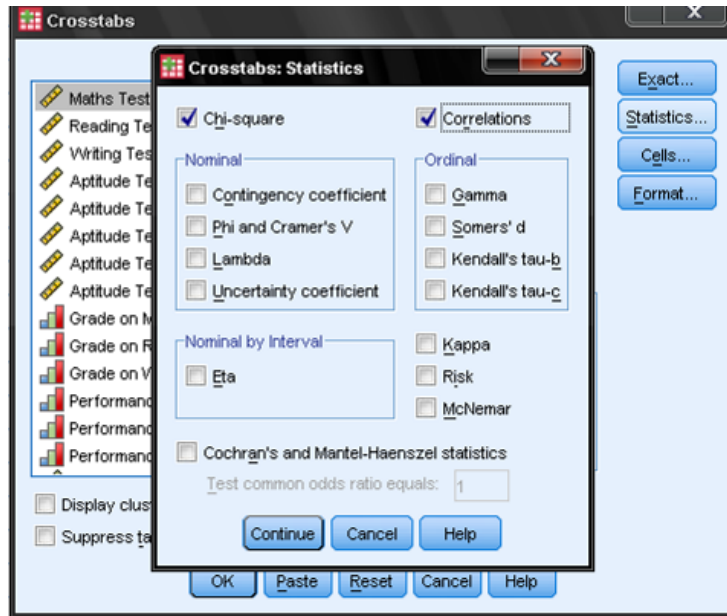 Crosstabs
Crosstabs: Statistics
Maths Test
Reading Te
Writing Tes
Aptitude Te
Aptitude Te
Aptitude Te
Aptitude Te
Aptitude Te
Grade on M
Grade on R
Grade on V
Performanc
Performanc
Performanc
Display clus
Suppress ta
Chi-square
Correlations
Nominal
Contingency coefficient
Phi and Cramer's V
Lambda
Uncertainty coefficient
Ordinal
Gamma
Somers' d
Kendall's tau-b
Kendall's tau-c
Nominal by Interval
Eta
Kappa
Risk
McNemar
Cochran's and Mantel-Haenszel statistics
Test common odds ratio equals: 1
Continue Cancel Help
Exact...
Statistics...
Cells...
Format...
OK Paste Reset Cancel Help